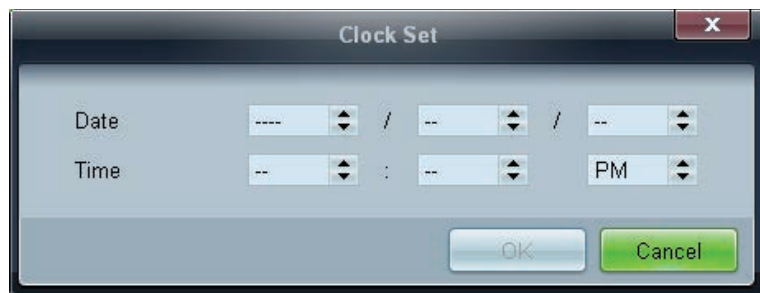 Clock Set
X
Date ---- / -- / --
Time -- : -- PM
OK Cancel